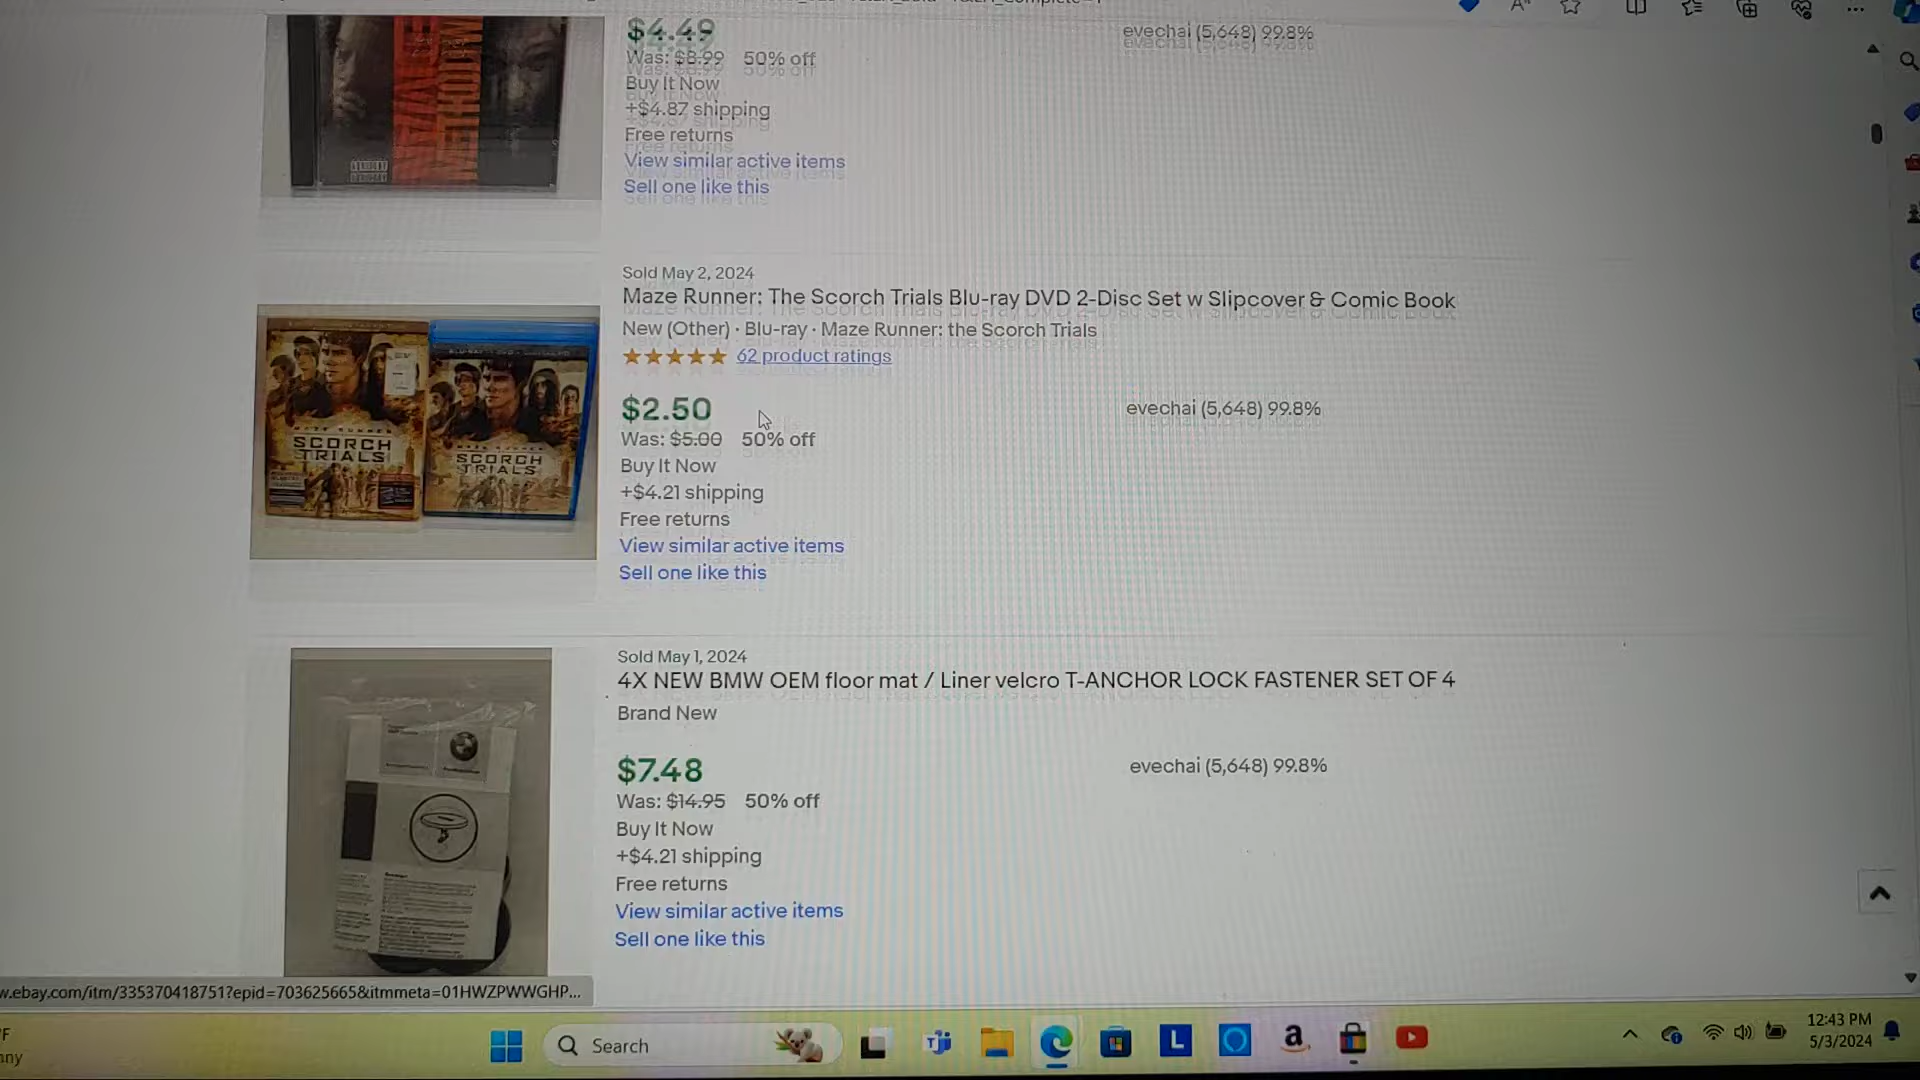 $4.49
evechai (5,648) 99.8%
Was: $8.99 50% off
Buy It Now
+$4.87 shipping
Free returns
View similar active items
Sell one like this
METHOD
Sold May 2, 2024
Maze Runner: The Scorch Trials Blu-ray DVD 2-Disc Set w Slipcover & Comic Book
New (Other) · Blu-ray · Maze Runner: the Scorch Trials
62 product ratings
$2.50
evechai (5,648) 99.8%
Was: $5.00 50% off
Buy It Now
+$4.21 shipping
Free returns
View similar active items
Sell one like this
MAZE RUNNER
SCORCH
TRIALS
MAZE RUNNER
SCORCH
TRIALS
Sold May 1, 2024
4X NEW BMW OEM floor mat / Liner velcro T-ANCHOR LOCK FASTENER SET OF 4
Brand New
$7.48
evechai (5,648) 99.8%
Was: $14.95 50% off
Buy It Now
+$4.21 shipping
Free returns
View similar active items
Sell one like this
w.ebay.com/itm/335370418751?epid=703625665&itmmeta=01HWZPWWGHP...
Search
L
a
12:43 PM
5/3/2024